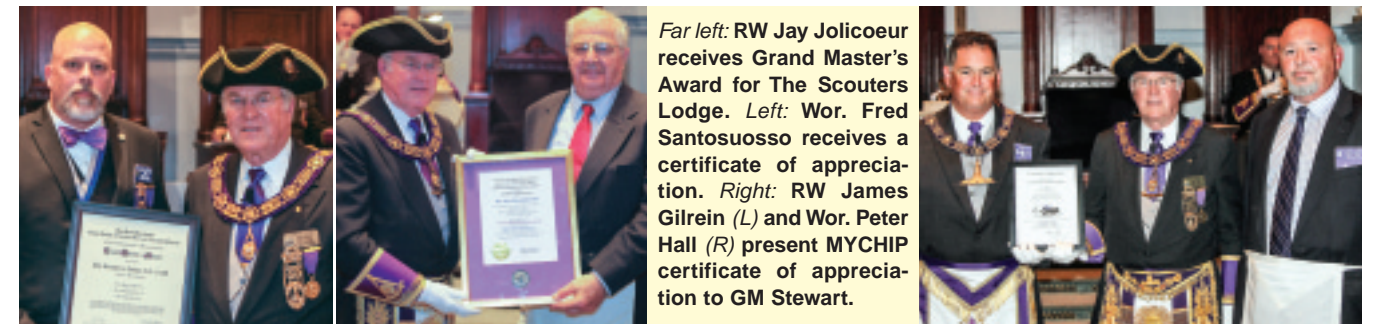 Far left: RW Jay Jolicoeur
receives Grand Master's
Award for The Scouters
Lodge. Left: Wor. Fred
Santosuosso receives a
certificate of apprecia-
tion. Right: RW James
Gilrein (L) and Wor. Peter
Hall (R) present MYCHIP
certificate of apprecia-
tion to GM Stewart.